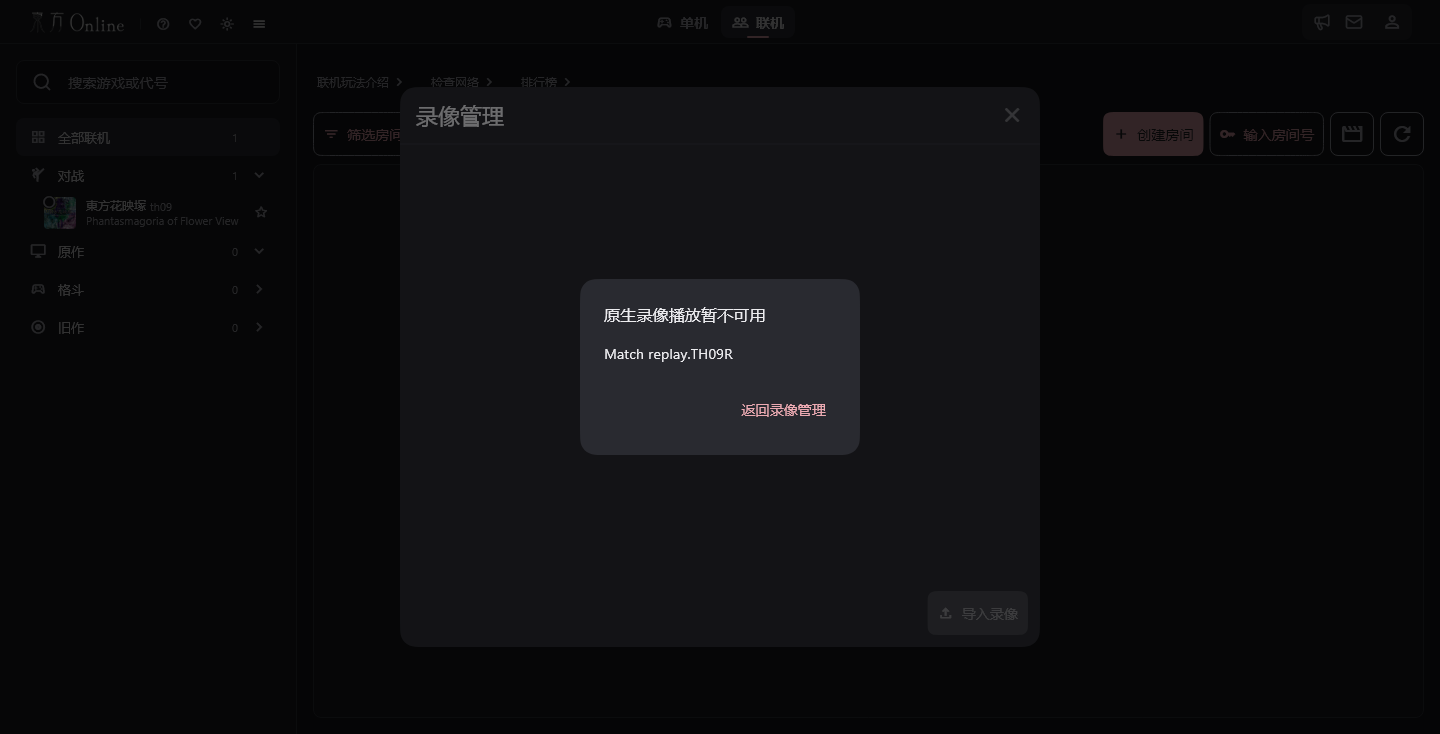 東方Online
单机
联机
搜索游戏或代号
全部联机 1
对战 1
東方花映塚 th09
Phantasmagoria of Flower View
原作 0
格斗 0
旧作 0
联机玩法介绍
检查网络
排行榜
筛选房间
创建房间
输入房间号
录像管理
原生录像播放暂不可用
Match replay.TH09R
返回录像管理
导入录像